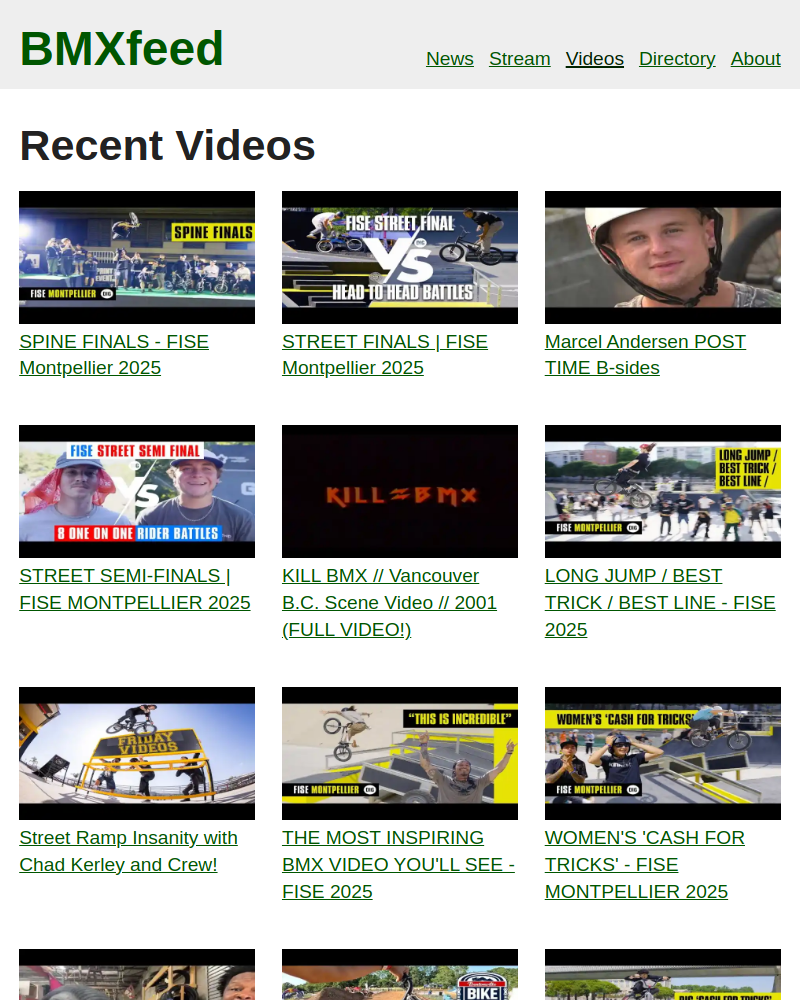 BMXfeed
News Stream Videos Directory About
Recent Videos
SPINE FINALS
FISE MONTPELLIER
SPINE FINALS - FISE
Montpellier 2025
FISE STREET FINAL
VS
HEAD TO HEAD BATTLES
STREET FINALS | FISE
Montpellier 2025
Marcel Andersen POST
TIME B-sides
FISE STREET SEMI FINAL
VS
8 ONE ON ONE RIDER BATTLES
STREET SEMI-FINALS |
FISE MONTPELLIER 2025
KILL BMX
KILL BMX // Vancouver
B.C. Scene Video // 2001
(FULL VIDEO!)
LONG JUMP /
BEST TRICK /
BEST LINE /
FISE MONTPELLIER
LONG JUMP / BEST
TRICK / BEST LINE - FISE
2025
FRIDAY
VIDEOS
Street Ramp Insanity with
Chad Kerley and Crew!
“THIS IS INCREDIBLE”
FISE MONTPELLIER
THE MOST INSPIRING
BMX VIDEO YOU'LL SEE -
FISE 2025
WOMEN'S 'CASH FOR TRICKS'
FISE MONTPELLIER
WOMEN'S 'CASH FOR
TRICKS' - FISE
MONTPELLIER 2025
BIKE
BIG 'CASH FOR TRICKS'